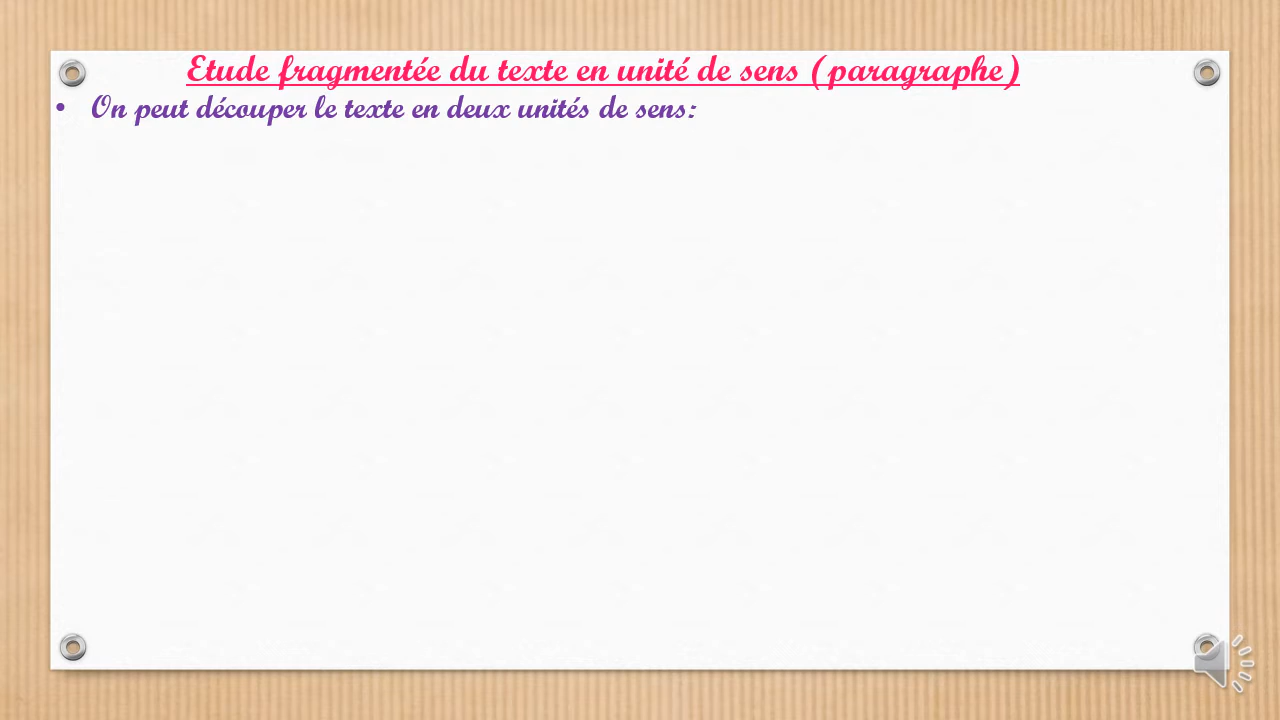 Etude fragmentée du texte en unité de sens (paragraphe)
• On peut découper le texte en deux unités de sens: